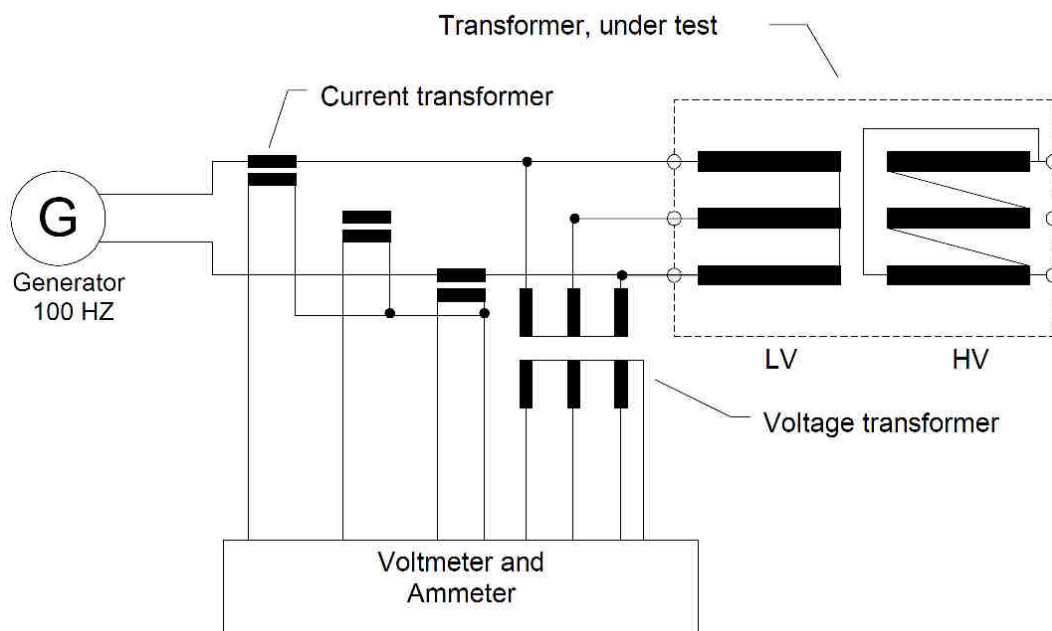 Transformer, under test
Current transformer
G
Generator
100 HZ
LV
HV
Voltage transformer
Voltmeter and
Ammeter